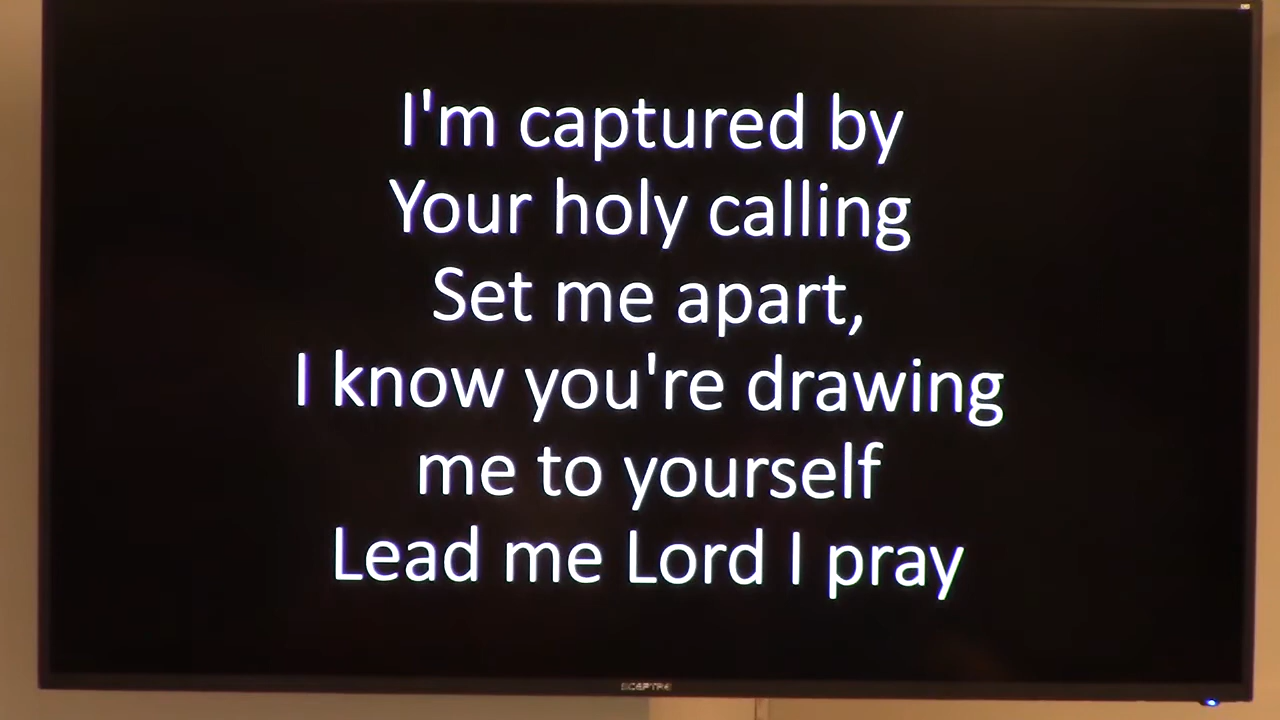 I'm captured by
Your holy calling
Set me apart,
I know you're drawing
me to yourself
Lead me Lord I pray
SCEPTRE